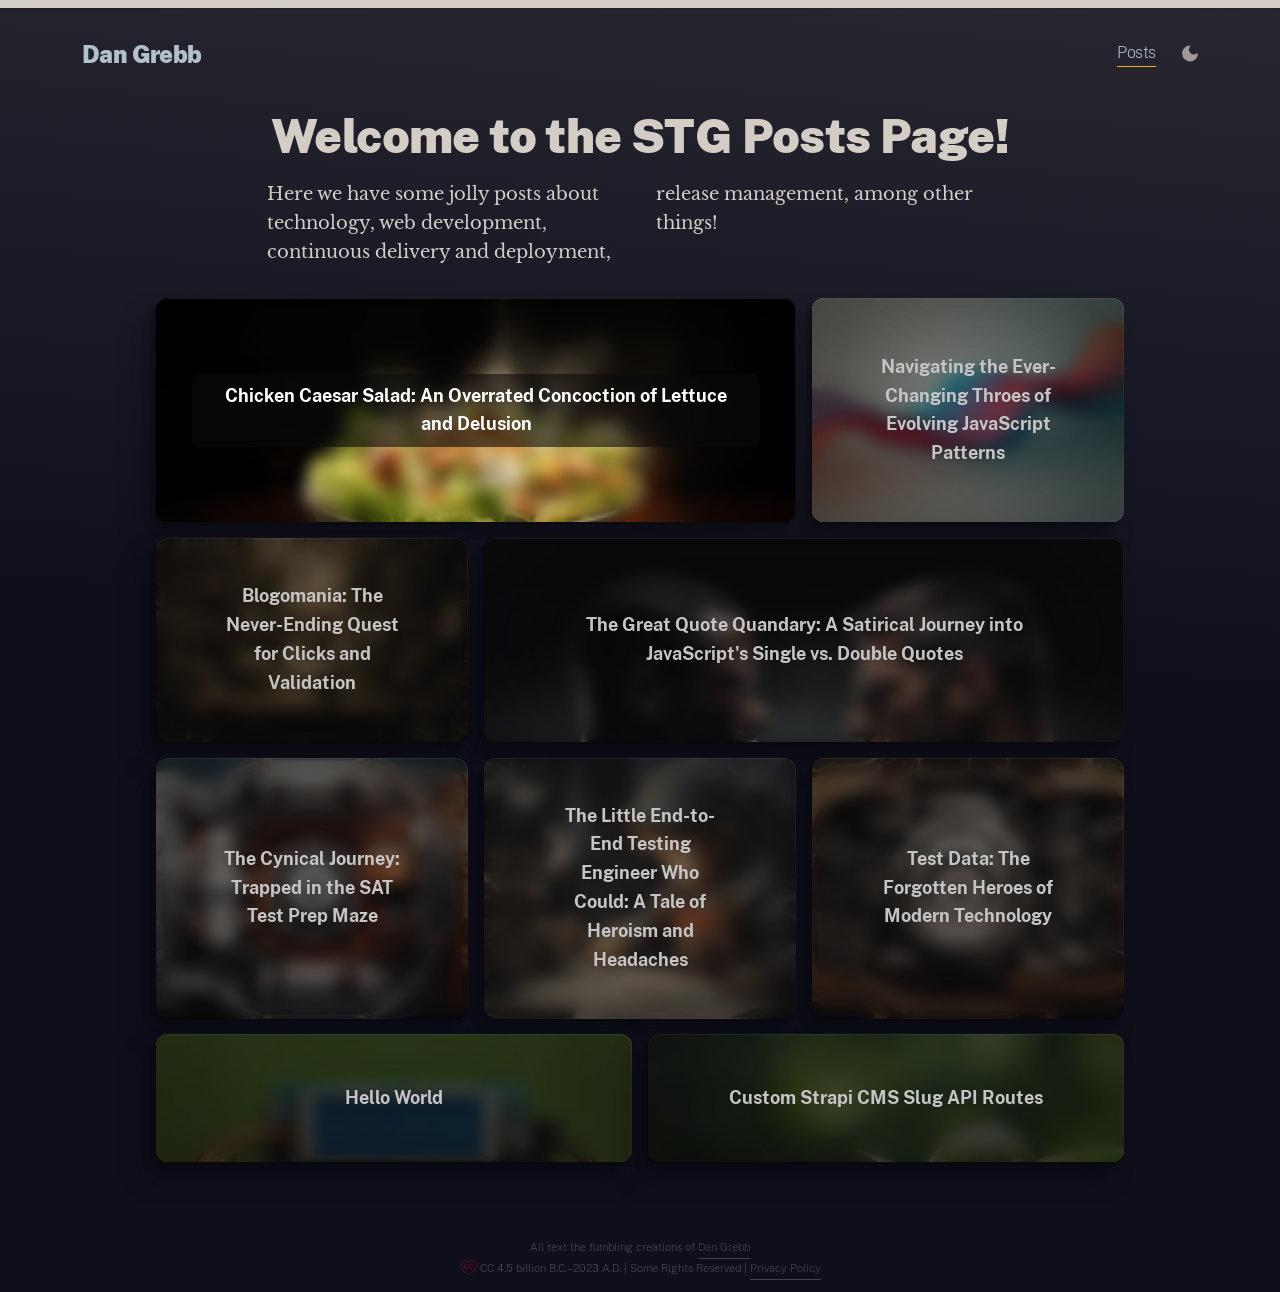 Dan Grebb
Posts
Welcome to the STG Posts Page!
Here we have some jolly posts about
technology, web development,
continuous delivery and deployment,
release management, among other
things!
Chicken Caesar Salad: An Overrated Concoction of Lettuce
and Delusion
Navigating the Ever-
Changing Throes of
Evolving JavaScript
Patterns
Blogomania: The
Never-Ending Quest
for Clicks and
Validation
The Great Quote Quandary: A Satirical Journey into
JavaScript's Single vs. Double Quotes
The Cynical Journey:
Trapped in the SAT
Test Prep Maze
The Little End-to-
End Testing
Engineer Who
Could: A Tale of
Heroism and
Headaches
Test Data: The
Forgotten Heroes of
Modern Technology
Hello World
Custom Strapi CMS Slug API Routes
All text the fumbling creations of Dan Grebb
CC 4.5 billion B.C.–2023 A.D. | Some Rights Reserved | Privacy Policy